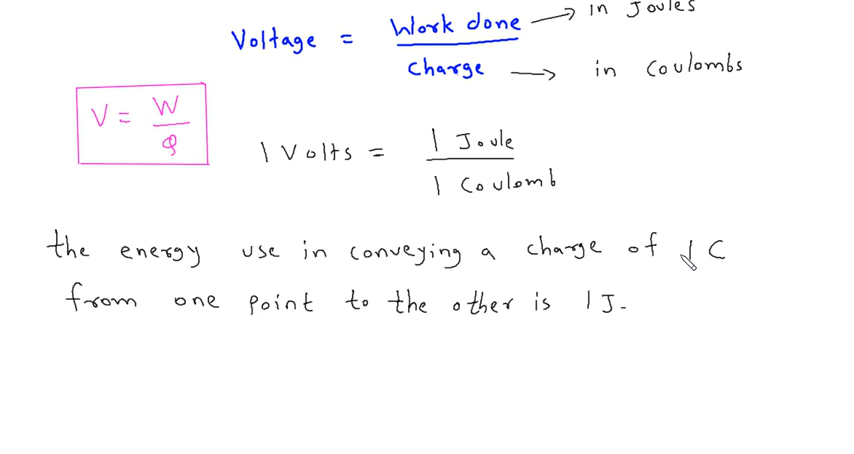 Voltage = Work done → in Joules
Charge → in Coulombs
V = W / Q
1 Volts = 1 Joule / 1 Coulomb
the energy use in conveying a charge of 1 C
from one point to the other is 1 J.